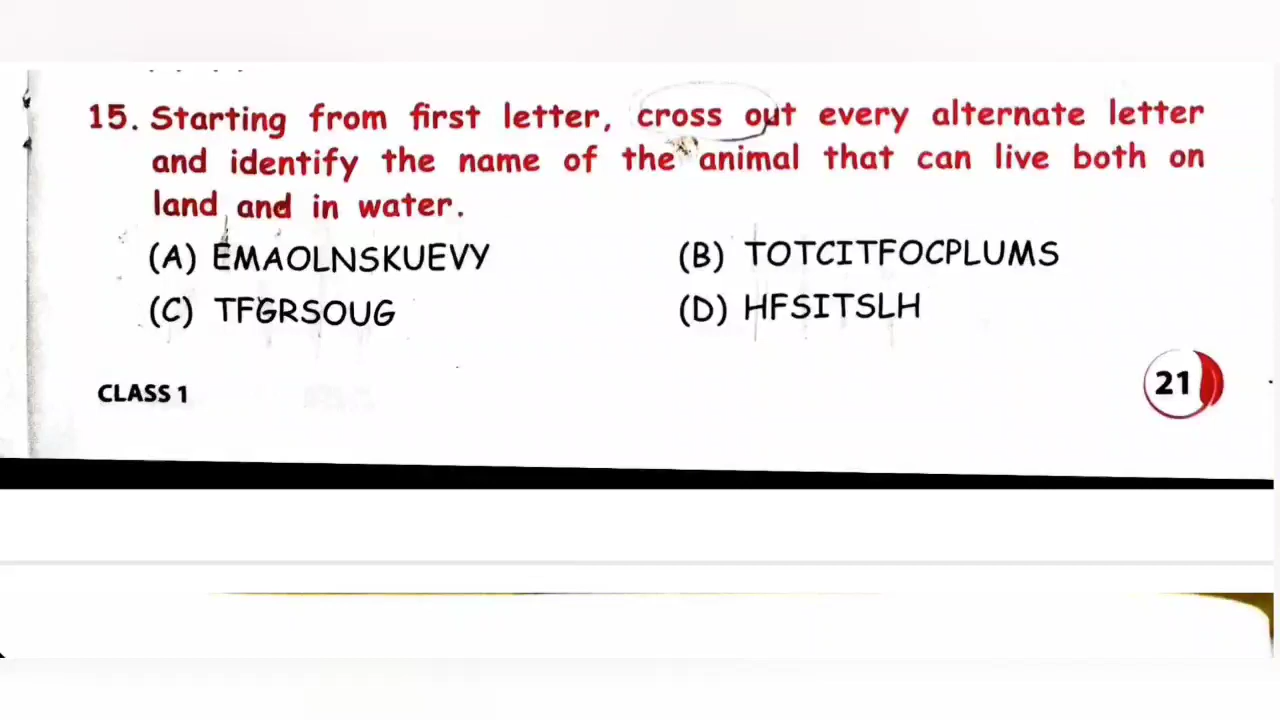 15. Starting from first letter, cross out every alternate letter
and identify the name of the animal that can live both on
land and in water.
(A) EMAOLNSKUEVY (B) TOTCITFOCPLUMS
(C) TFGRSOUG (D) HFSITSLH
CLASS 1 21